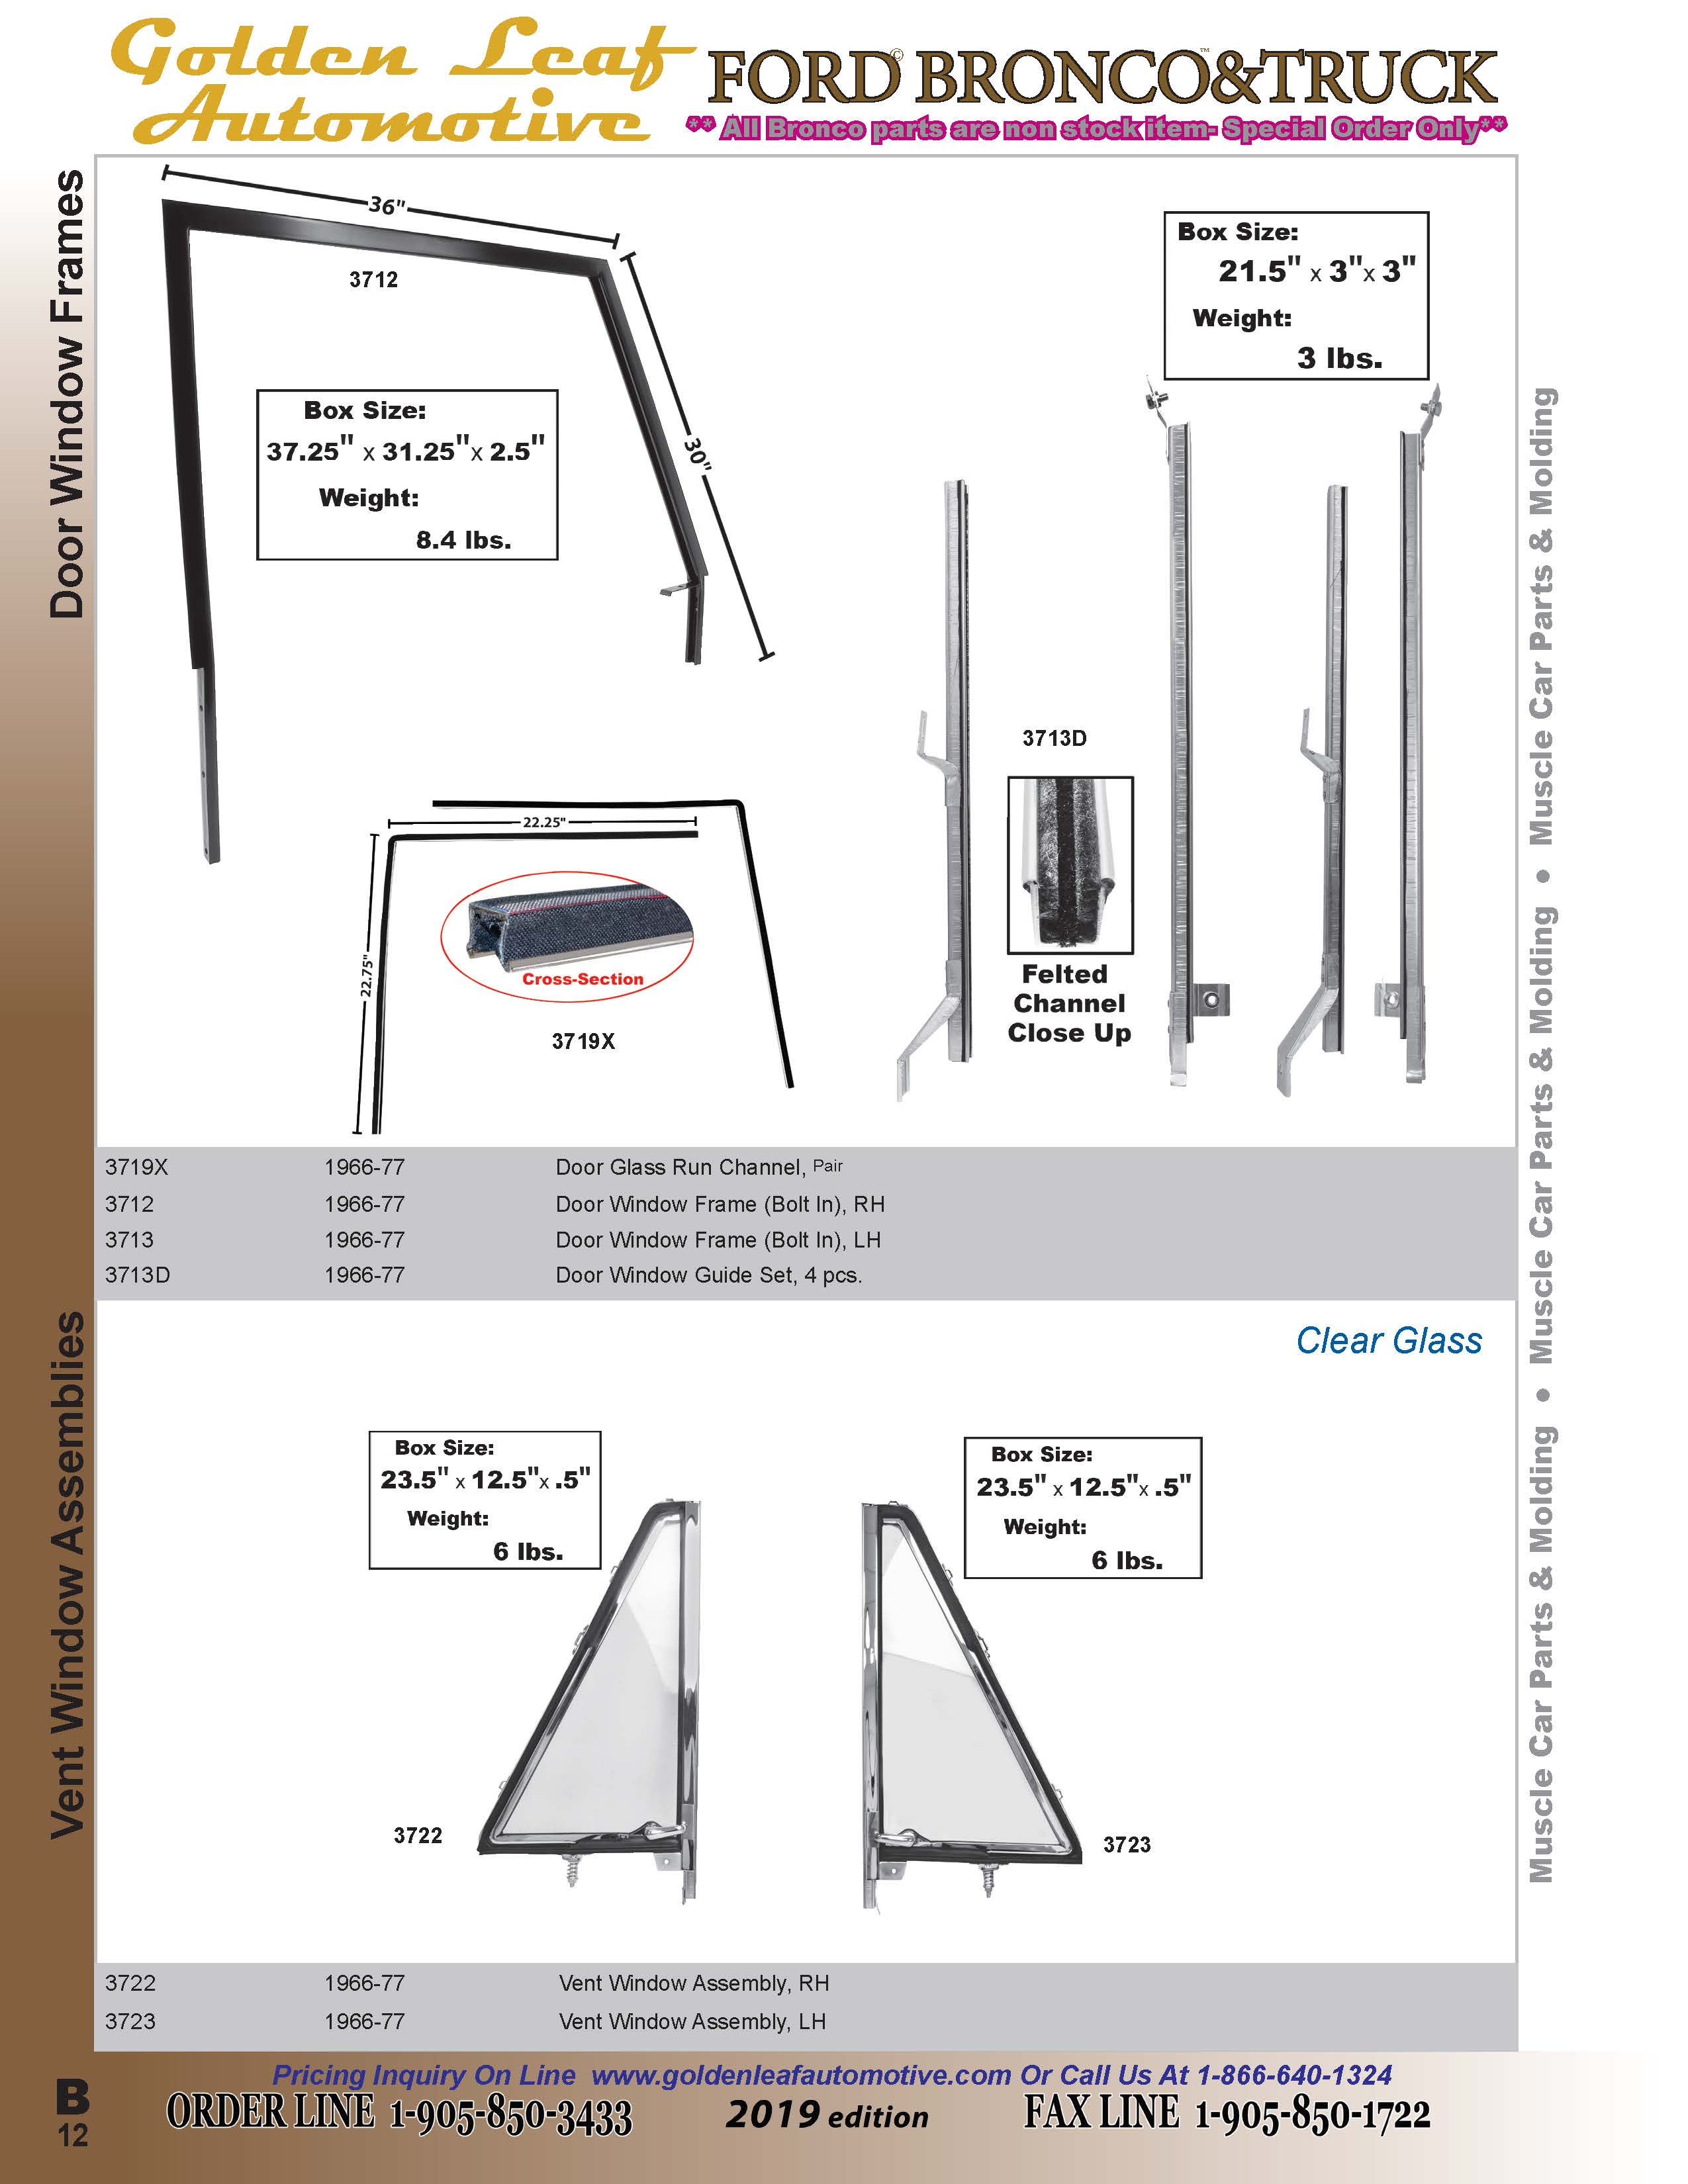 Golden Leaf
Automotive
FORD© BRONCO™&TRUCK
** All Bronco parts are non stock item- Special Order Only**
Door Window Frames
36"
3712
30"
Box Size:
37.25" x 31.25"x 2.5"
Weight:
8.4 lbs.
Box Size:
21.5" x 3"x 3"
Weight:
3 lbs.
3713D
Felted
Channel
Close Up
22.25"
22.75"
Cross-Section
3719X
3719X 1966-77 Door Glass Run Channel, Pair
3712 1966-77 Door Window Frame (Bolt In), RH
3713 1966-77 Door Window Frame (Bolt In), LH
3713D 1966-77 Door Window Guide Set, 4 pcs.
Vent Window Assemblies
Clear Glass
Box Size:
23.5" x 12.5"x .5"
Weight:
6 lbs.
Box Size:
23.5" x 12.5"x .5"
Weight:
6 lbs.
3722
3723
3722 1966-77 Vent Window Assembly, RH
3723 1966-77 Vent Window Assembly, LH
Muscle Car Parts & Molding • Muscle Car Parts & Molding • Muscle Car Parts & Molding
Pricing Inquiry On Line www.goldenleafautomotive.com Or Call Us At 1-866-640-1324
B
12
ORDER LINE 1-905-850-3433
2019 edition
FAX LINE 1-905-850-1722